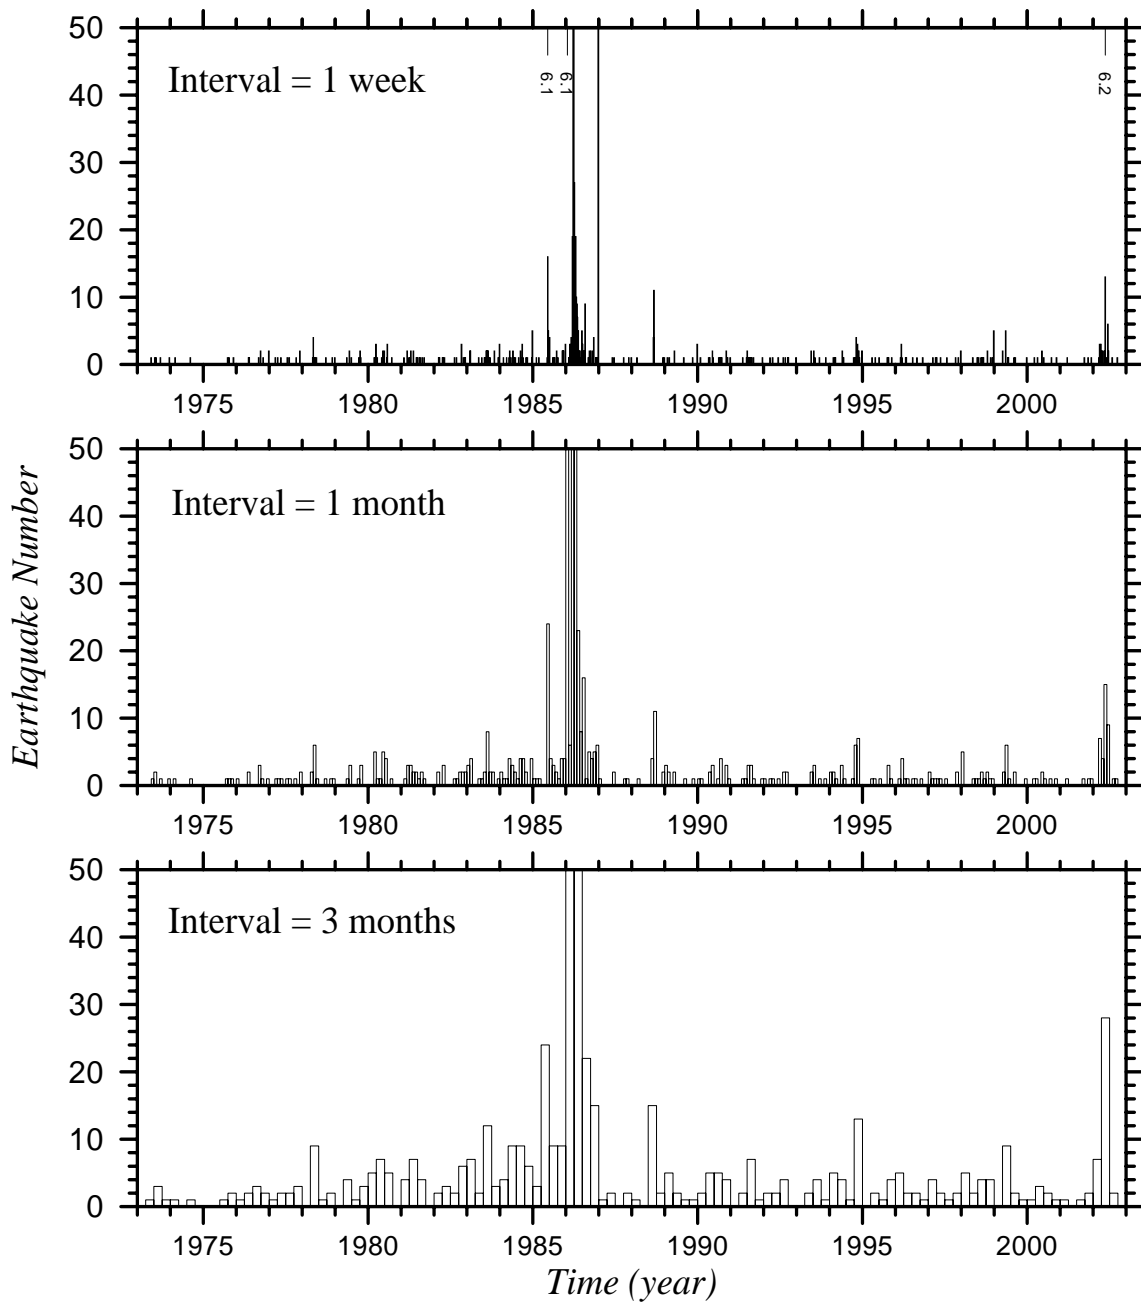 50
6.1
6.1
6.2
Interval = 1 week
40
30
20
10
0
1975 1980 1985 1990 1995 2000
50
Interval = 1 month
40
30
20
10
0
1975 1980 1985 1990 1995 2000
Earthquake Number
50
Interval = 3 months
40
30
20
10
0
1975 1980 1985 1990 1995 2000
Time (year)